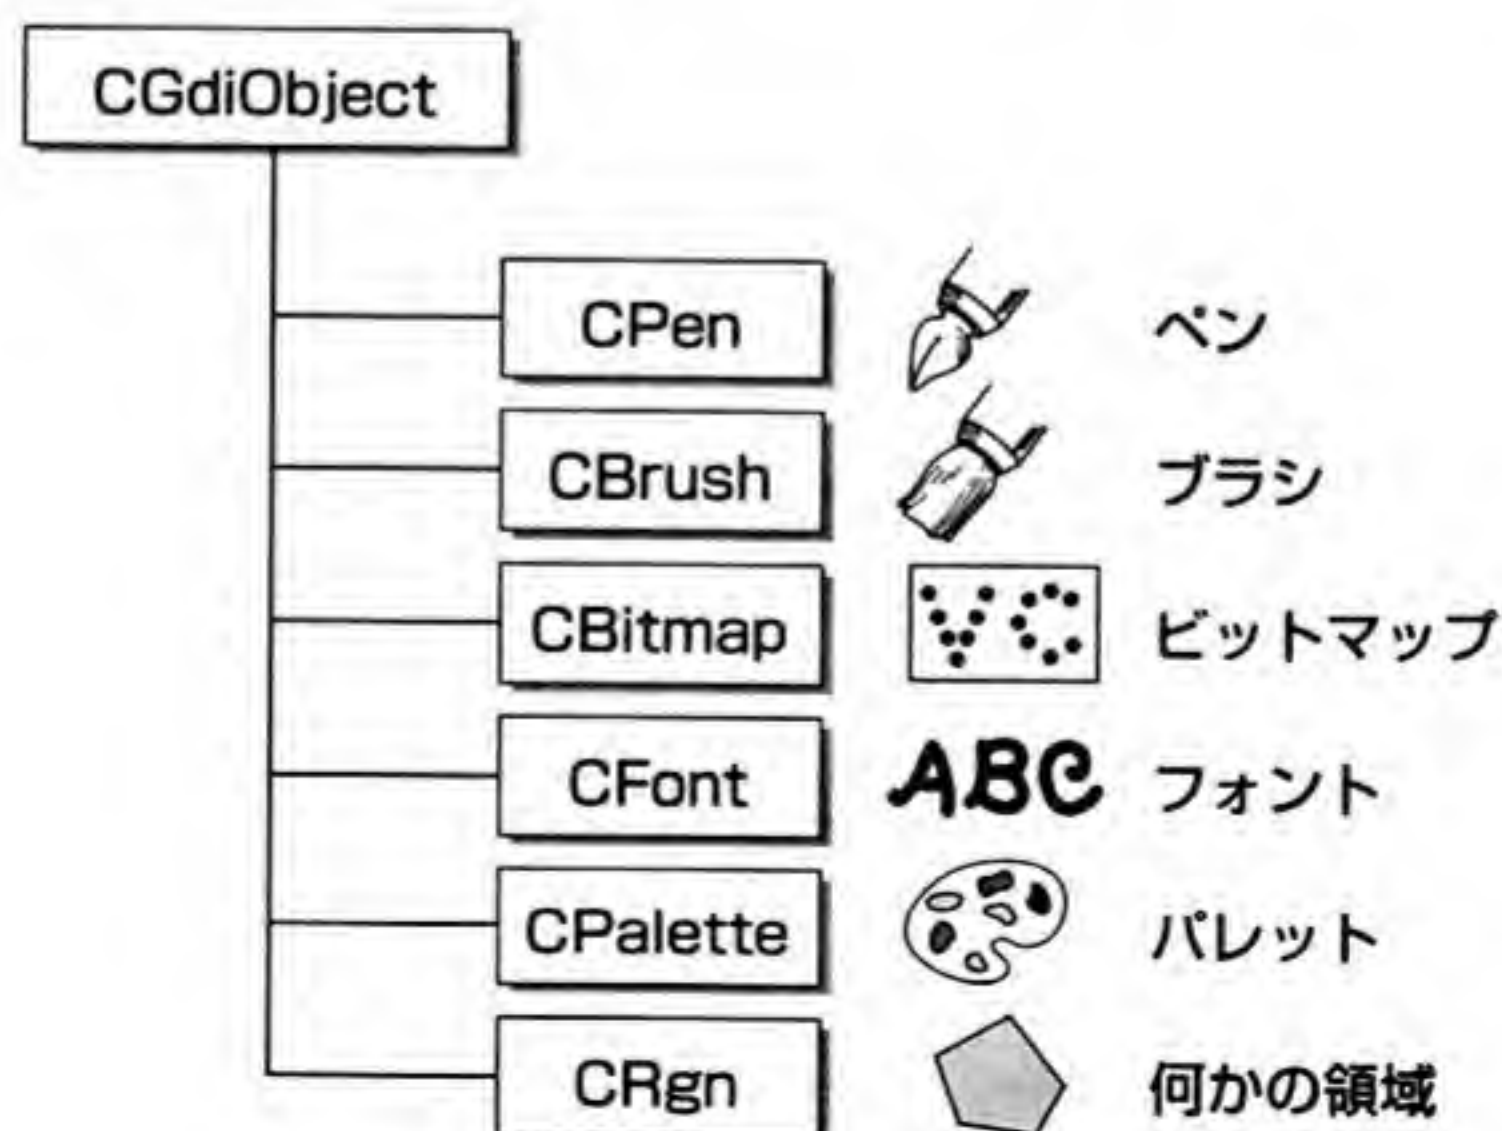 CGdiObject
CPen ペン
CBrush ブラシ
CBitmap VC ビットマップ
CFont ABC フォント
CPalette パレット
CRgn 何かの領域